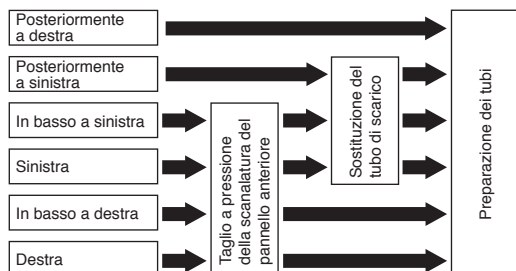 Posteriormente
a destra
Posteriormente
a sinistra
In basso a sinistra
Sinistra
In basso a destra
Destra
Taglio a pressione
della scanalatura del
pannello anteriore
Sostituzione del
tubo di scarico
Preparazione dei tubi